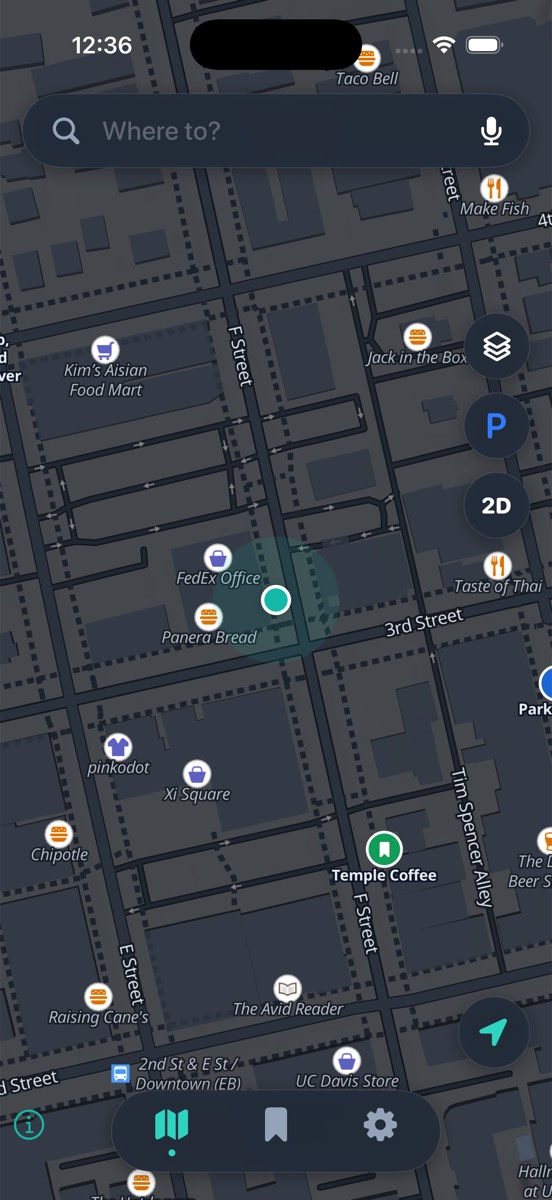 12:36
Taco Bell
Where to?
Make Fish
F Street
Kim's Aisian
Food Mart
Jack in the Box
P
2D
FedEx Office
Taste of Thai
Panera Bread
3rd Street
Park
pinkodot
Xi Square
Tim Spencer Alley
Chipotle
Temple Coffee
The
Beer S
F Street
E Street
The Avid Reader
Raising Cane's
2nd St & E St /
Downtown (EB)
UC Davis Store
d Street
at U